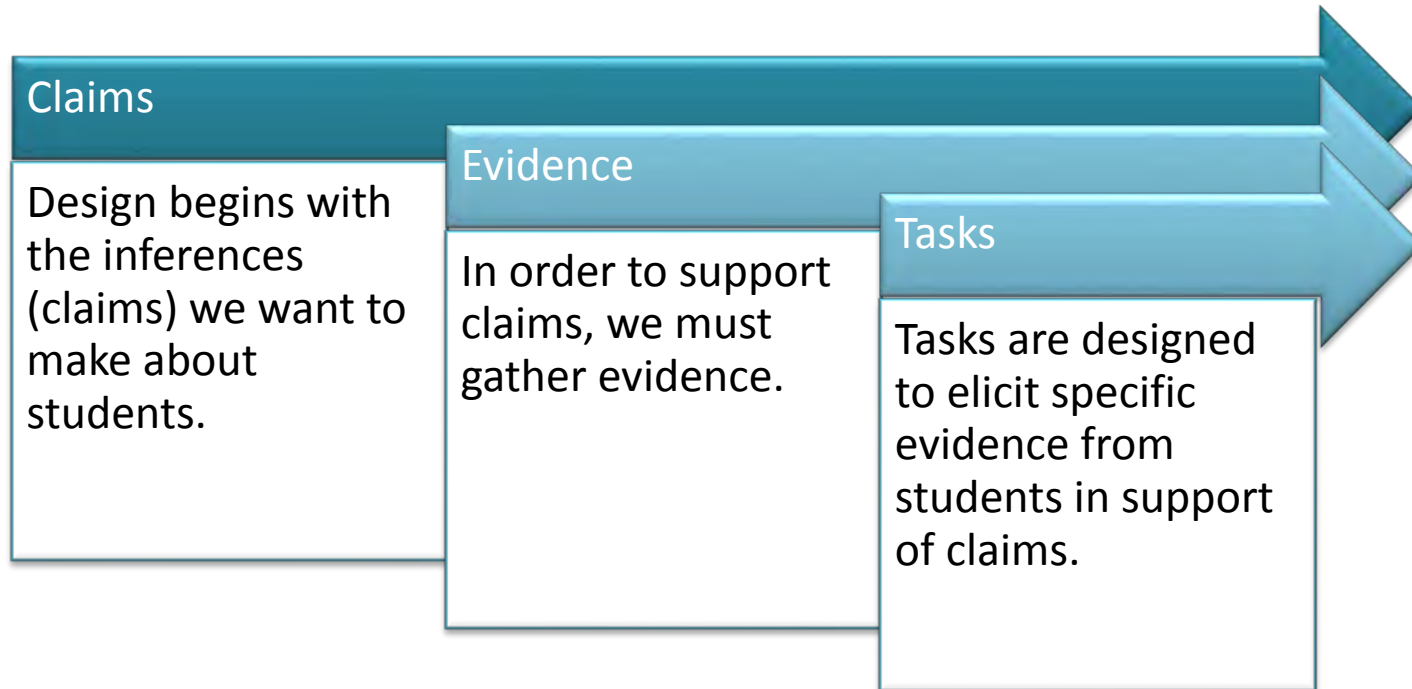 Claims
Design begins with
the inferences
(claims) we want to
make about
students.
Evidence
In order to support
claims, we must
gather evidence.
Tasks
Tasks are designed
to elicit specific
evidence from
students in support
of claims.